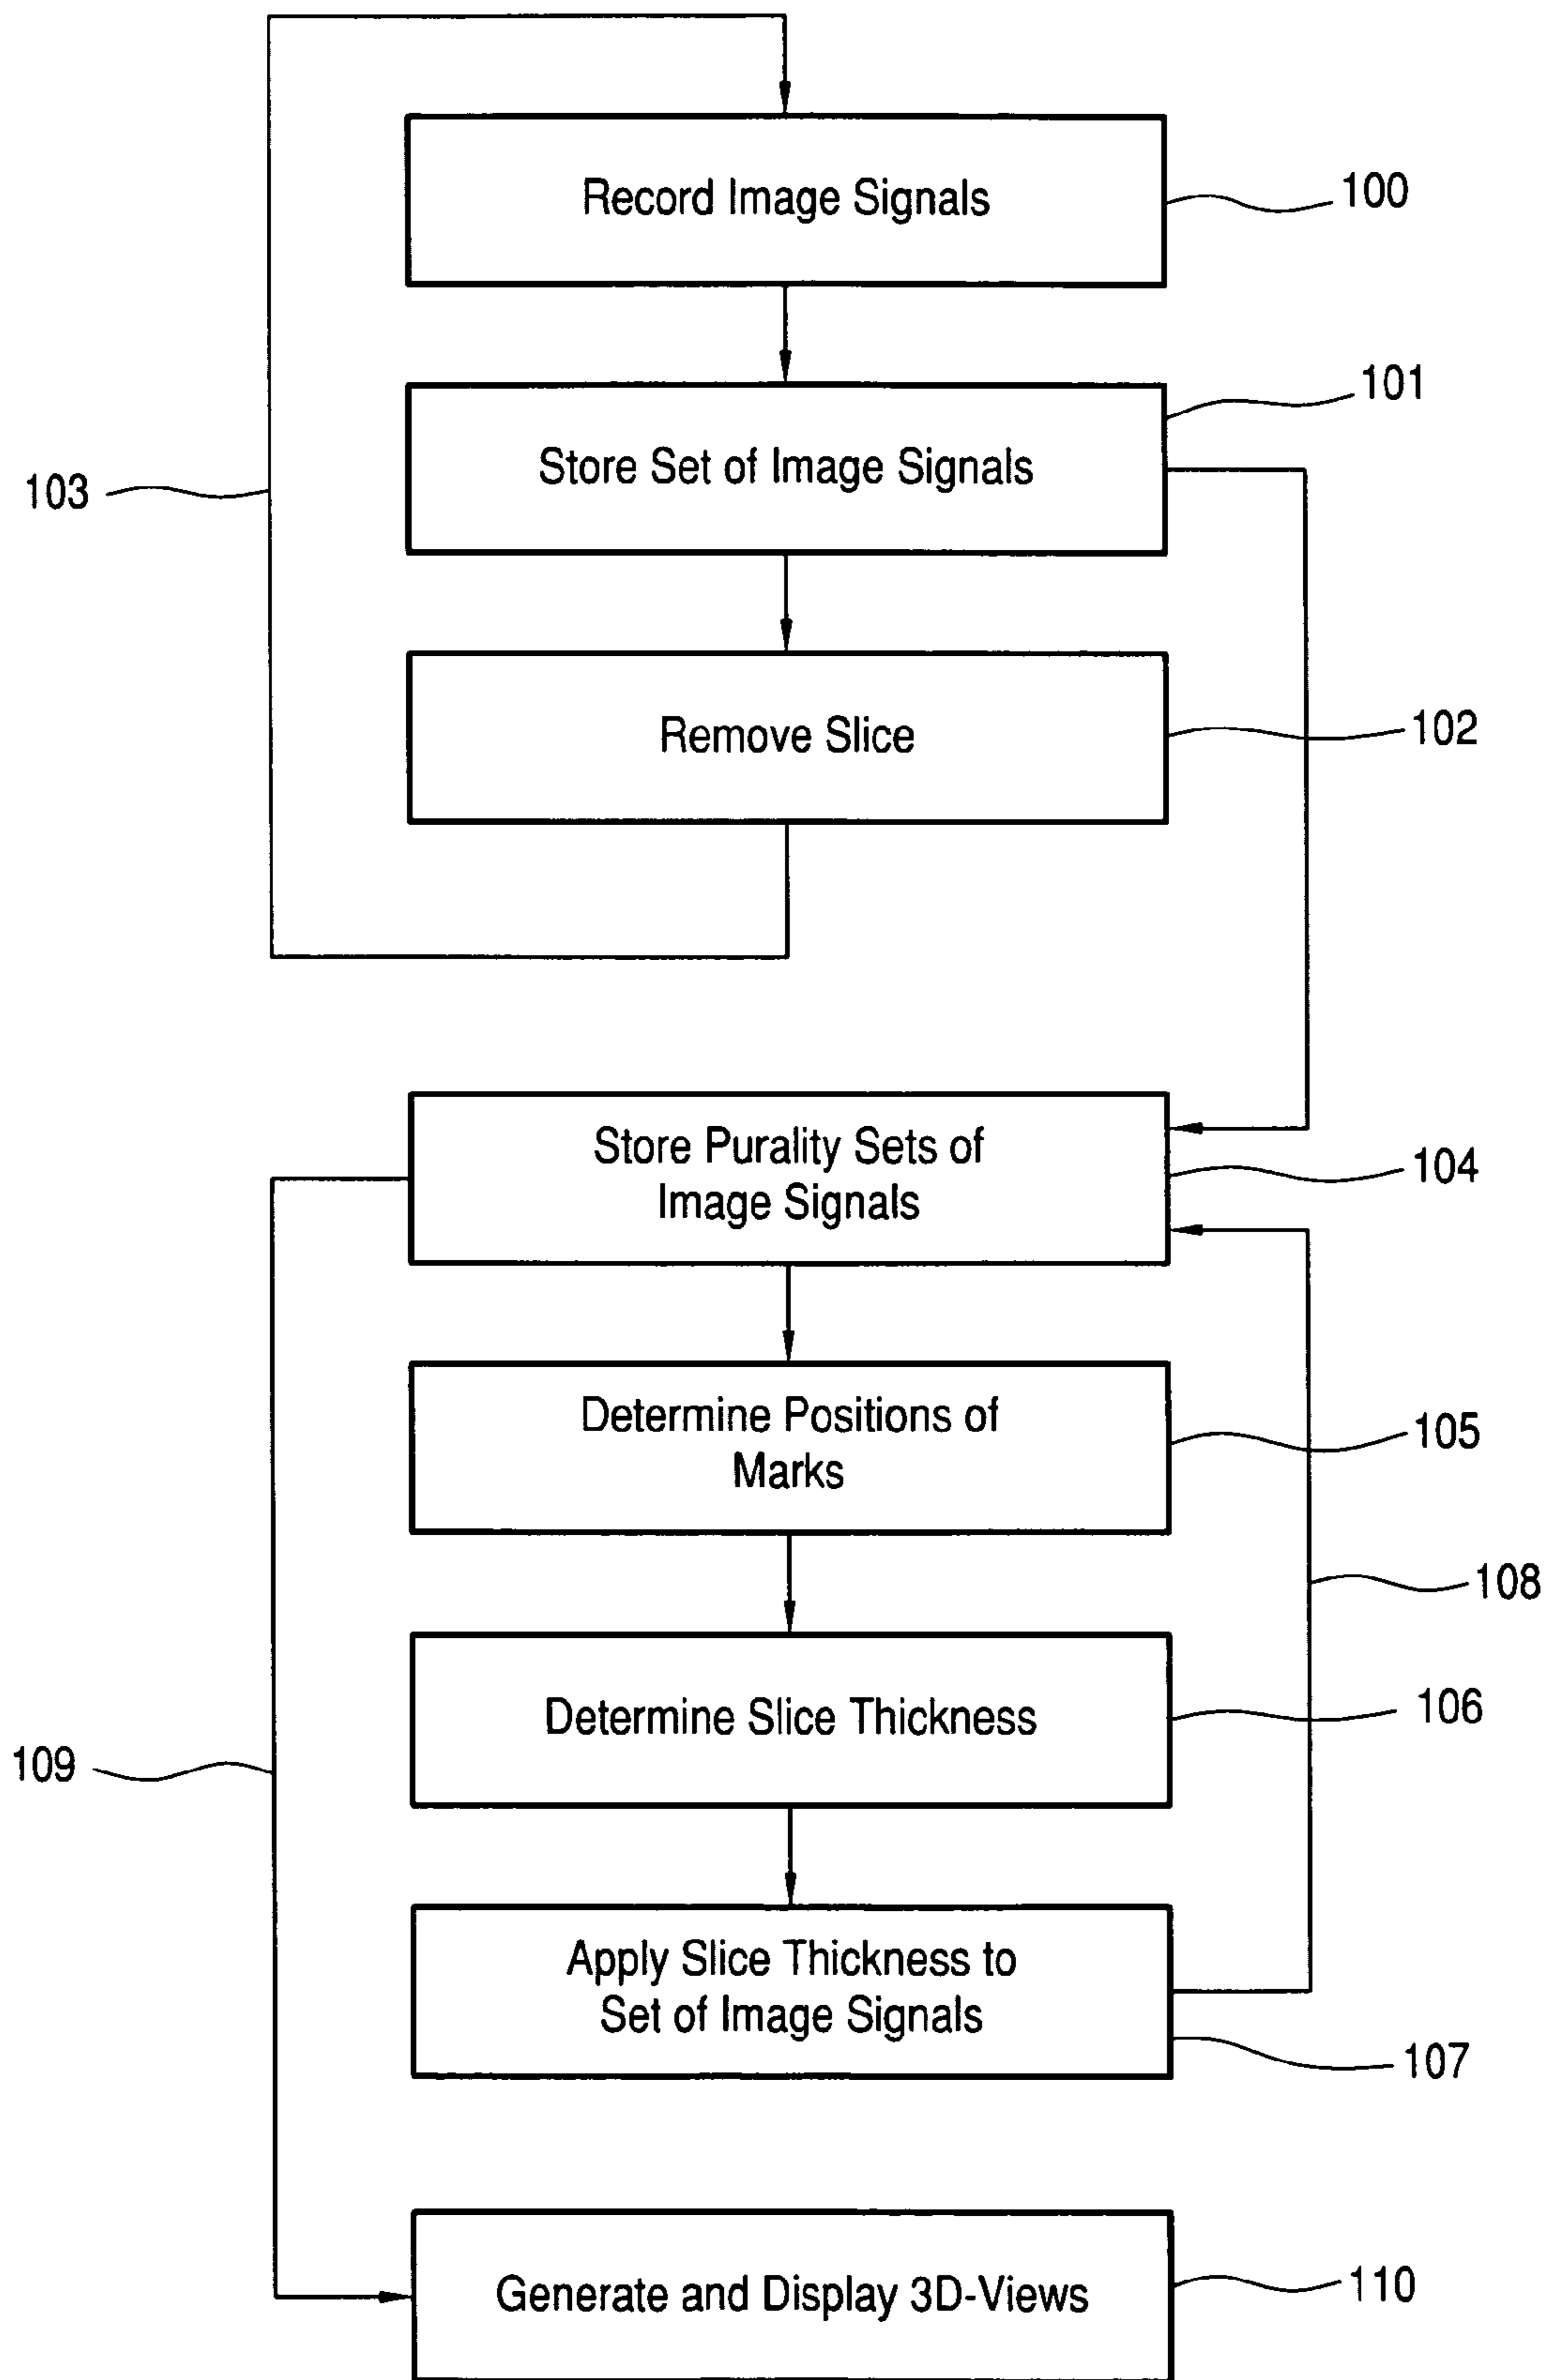 Record Image Signals
100
Store Set of Image Signals
101
103
Remove Slice
102
Store Purality Sets of
Image Signals
104
Determine Positions of
Marks
105
108
Determine Slice Thickness
106
109
Apply Slice Thickness to
Set of Image Signals
107
Generate and Display 3D-Views
110